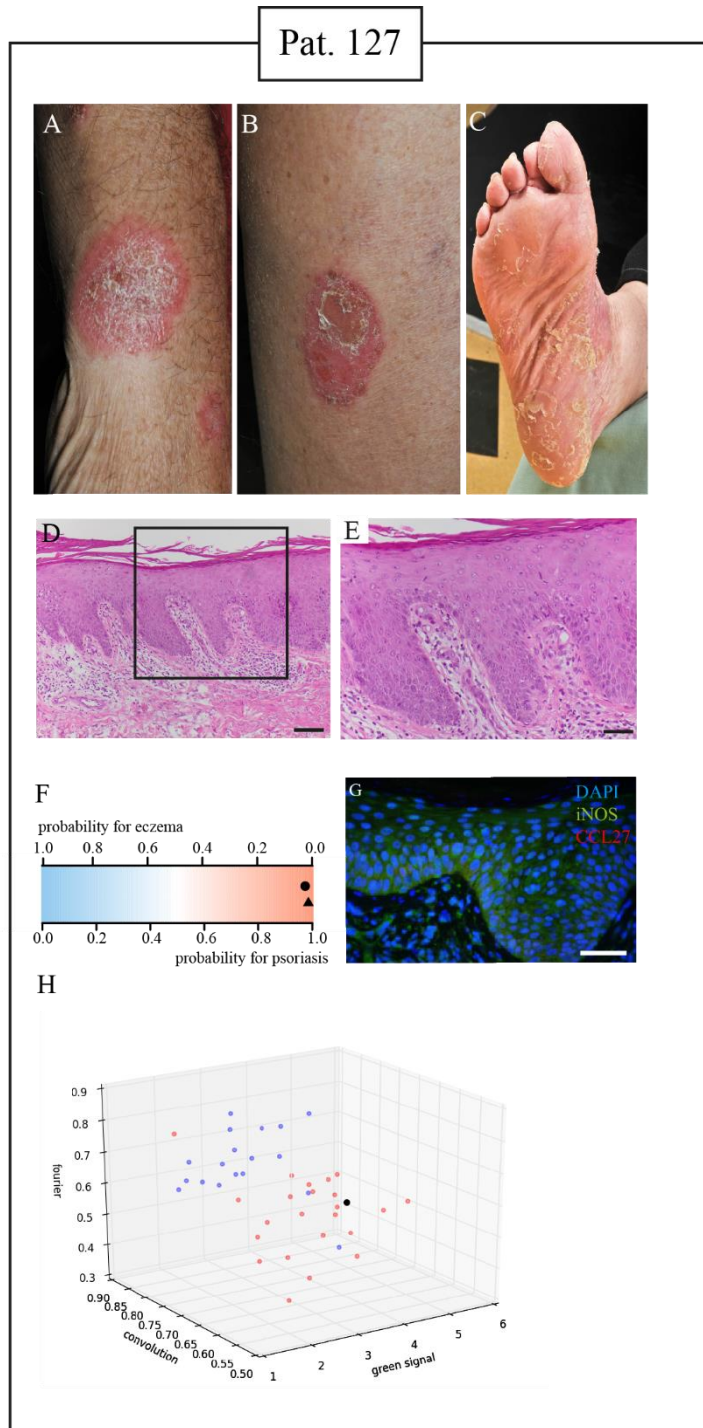 Pat. 127
A
B
C
D
E
F
probability for eczema
1.0 0.8 0.6 0.4 0.2 0.0
0.0 0.2 0.4 0.6 0.8 1.0
probability for psoriasis
G
DAPI
iNOS
CCL27
H
0.9
0.8
0.7
0.6
0.5
0.4
0.3
fourier
0.90
0.85
0.80
0.75
0.70
0.65
0.60
0.55
0.50
convolution
1 2 3 4 5 6
green signal